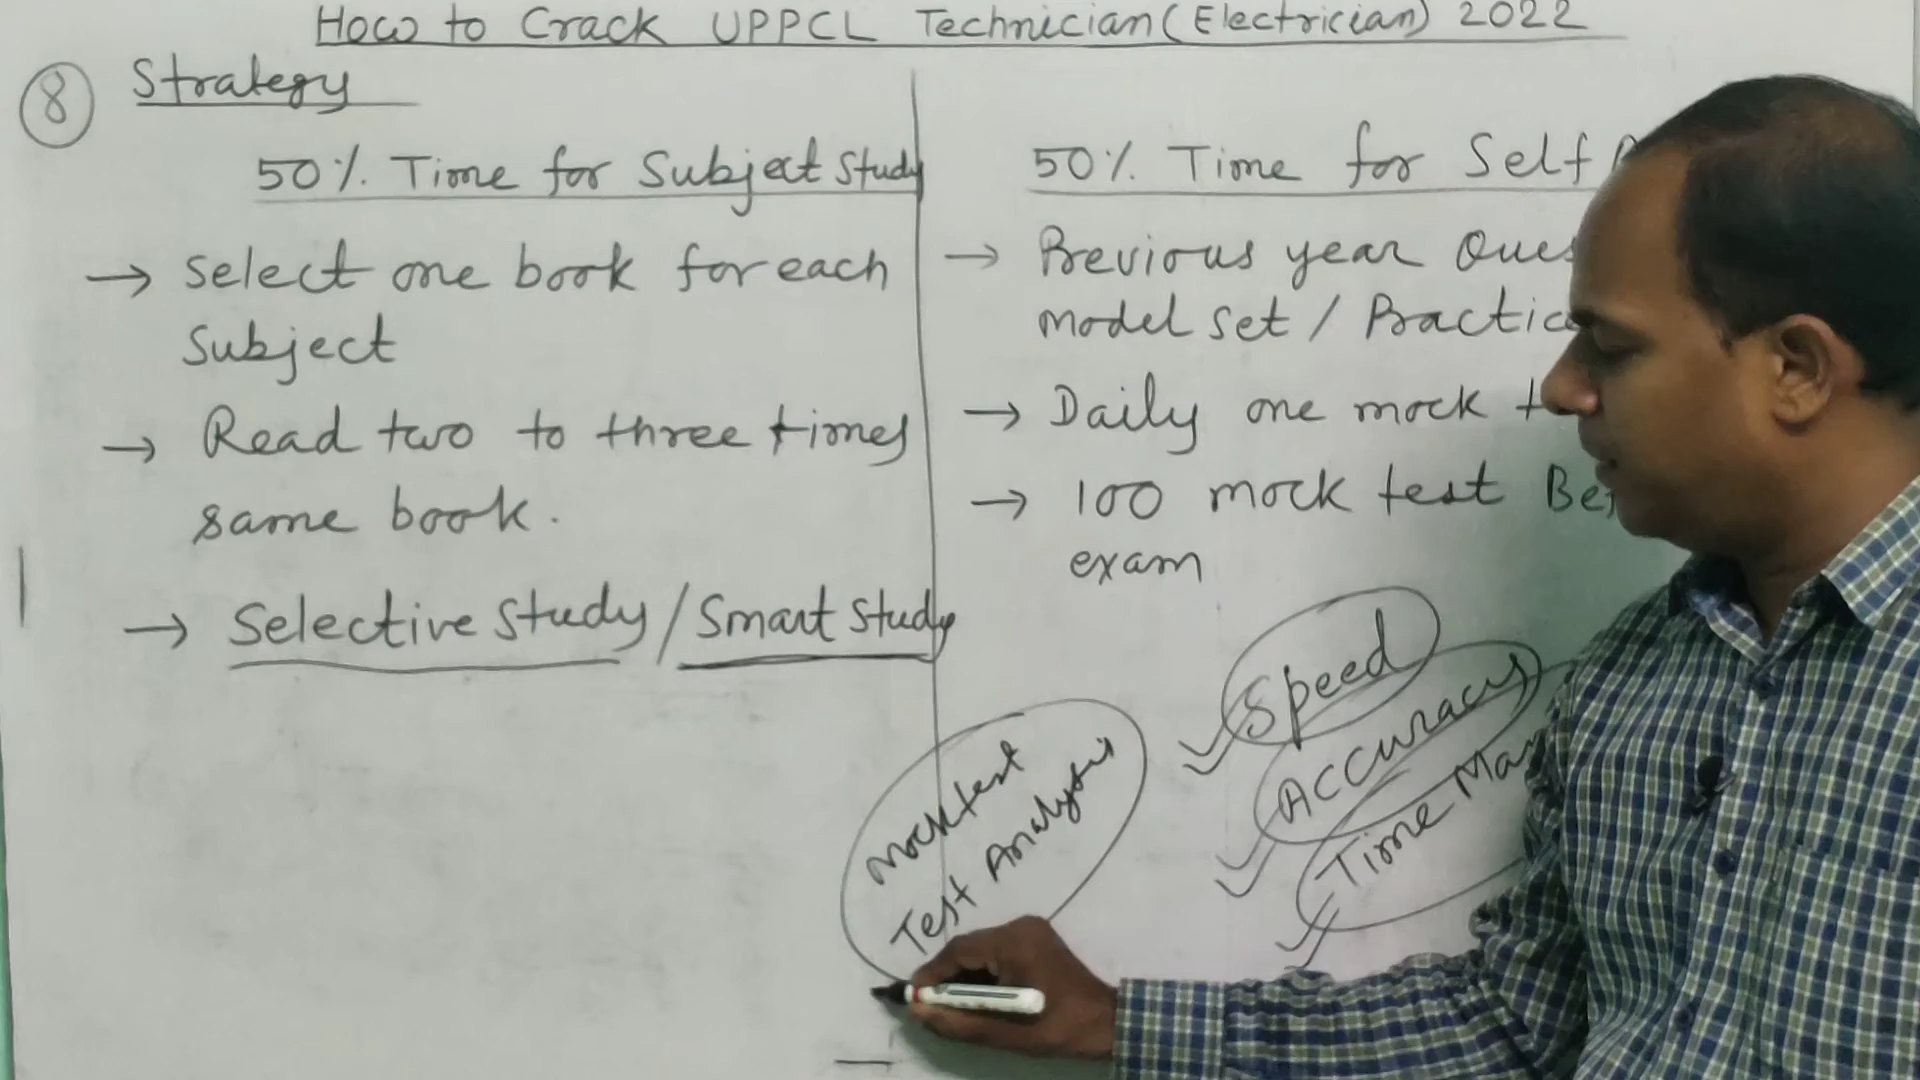 How to Crack UPPCL Technician (Electrician) 2022
8 Strategy
50% Time for Subject Study
→ Select one book for each
Subject
→ Read two to three times
same book.
→ Selective Study / Smart Study
50% Time for Self
→ Previous year
model set / Practice
→ Daily one mock
→ 100 mock test
exam
Speed
Accuracy
Time
Mock test
Test Analysis